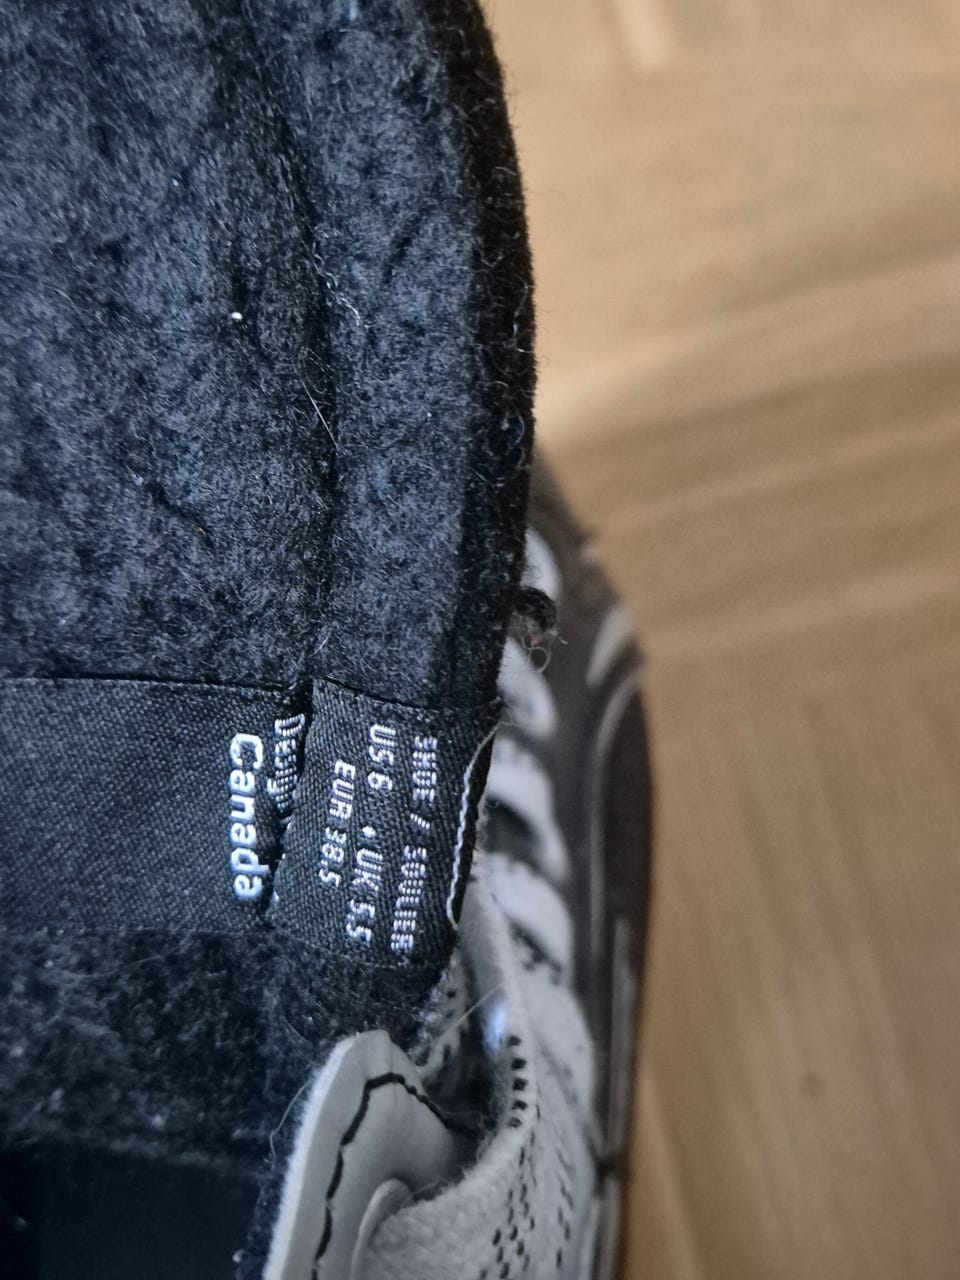 SHOE / SOULIER
US 6 • UK 5.5
EUR 38.5
Canada